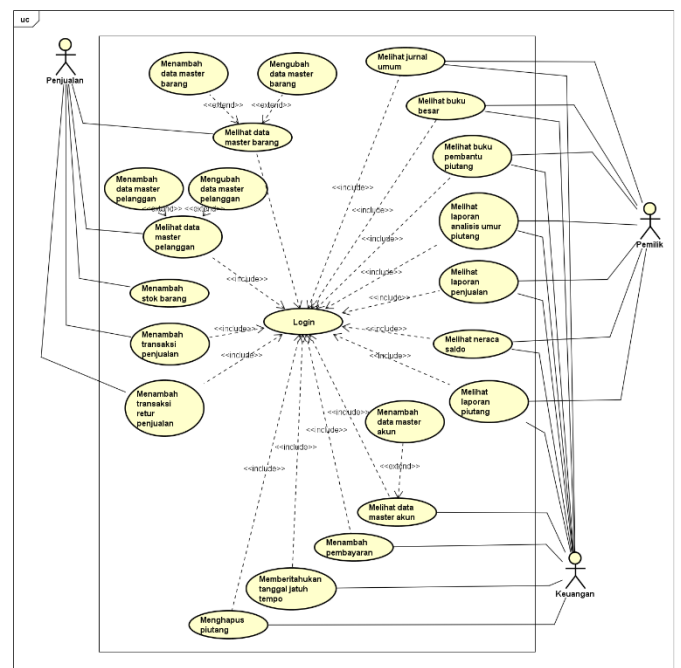 uc
Penjualan
Menambah
data master
barang
Mengubah
data master
barang
<<extend>>
<<extend>>
Melihat data
master barang
Menambah
data master
pelanggan
Mengubah
data master
pelanggan
<<extend>>
<<extend>>
Melihat data
master
pelanggan
<<include>>
Menambah
stok barang
Menambah
transaksi
penjualan
<<include>>
Menambah
transaksi
retur
penjualan
<<include>>
Login
Melihat jurnal
umum
Melihat buku
besar
Melihat buku
pembantu
piutang
<<include>>
Melihat
laporan
analisis umur
piutang
<<include>>
<<include>>
Melihat
laporan
penjualan
<<include>>
Melihat neraca
saldo
<<include>>
<<include>>
Melihat
laporan
piutang
Pemilik
Menambah
data master
akun
<<include>>
<<include>>
<<include>>
<<include>>
<<extend>>
Melihat data
master akun
Menambah
pembayaran
Memberitahukan
tanggal jatuh
tempo
Menghapus
piutang
Keuangan